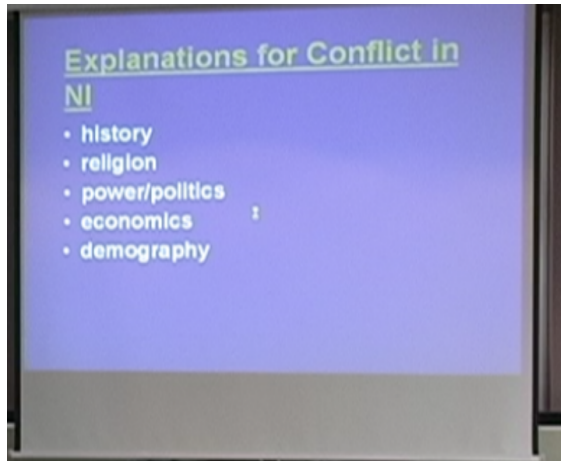 Explanations for Conflict in
NI
• history
• religion
• power/politics
• economics
• demography